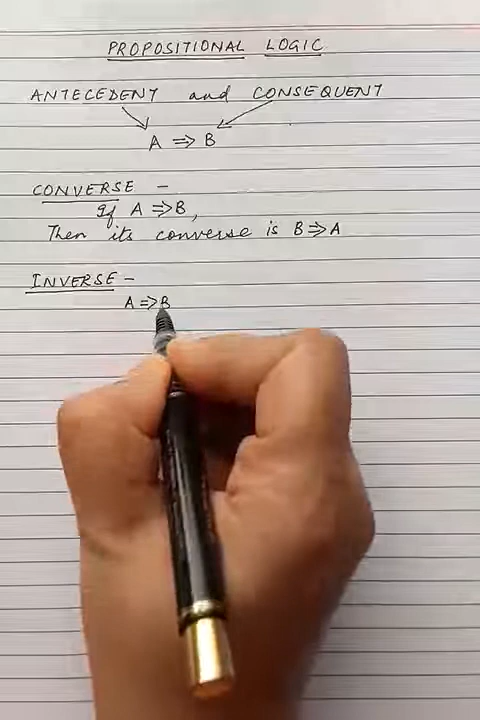 PROPOSITIONAL LOGIC
ANTECEDENT and CONSEQUENT
A ⇒ B
CONVERSE -
If A ⇒ B,
Then its converse is B ⇒ A
INVERSE -
A ⇒ B